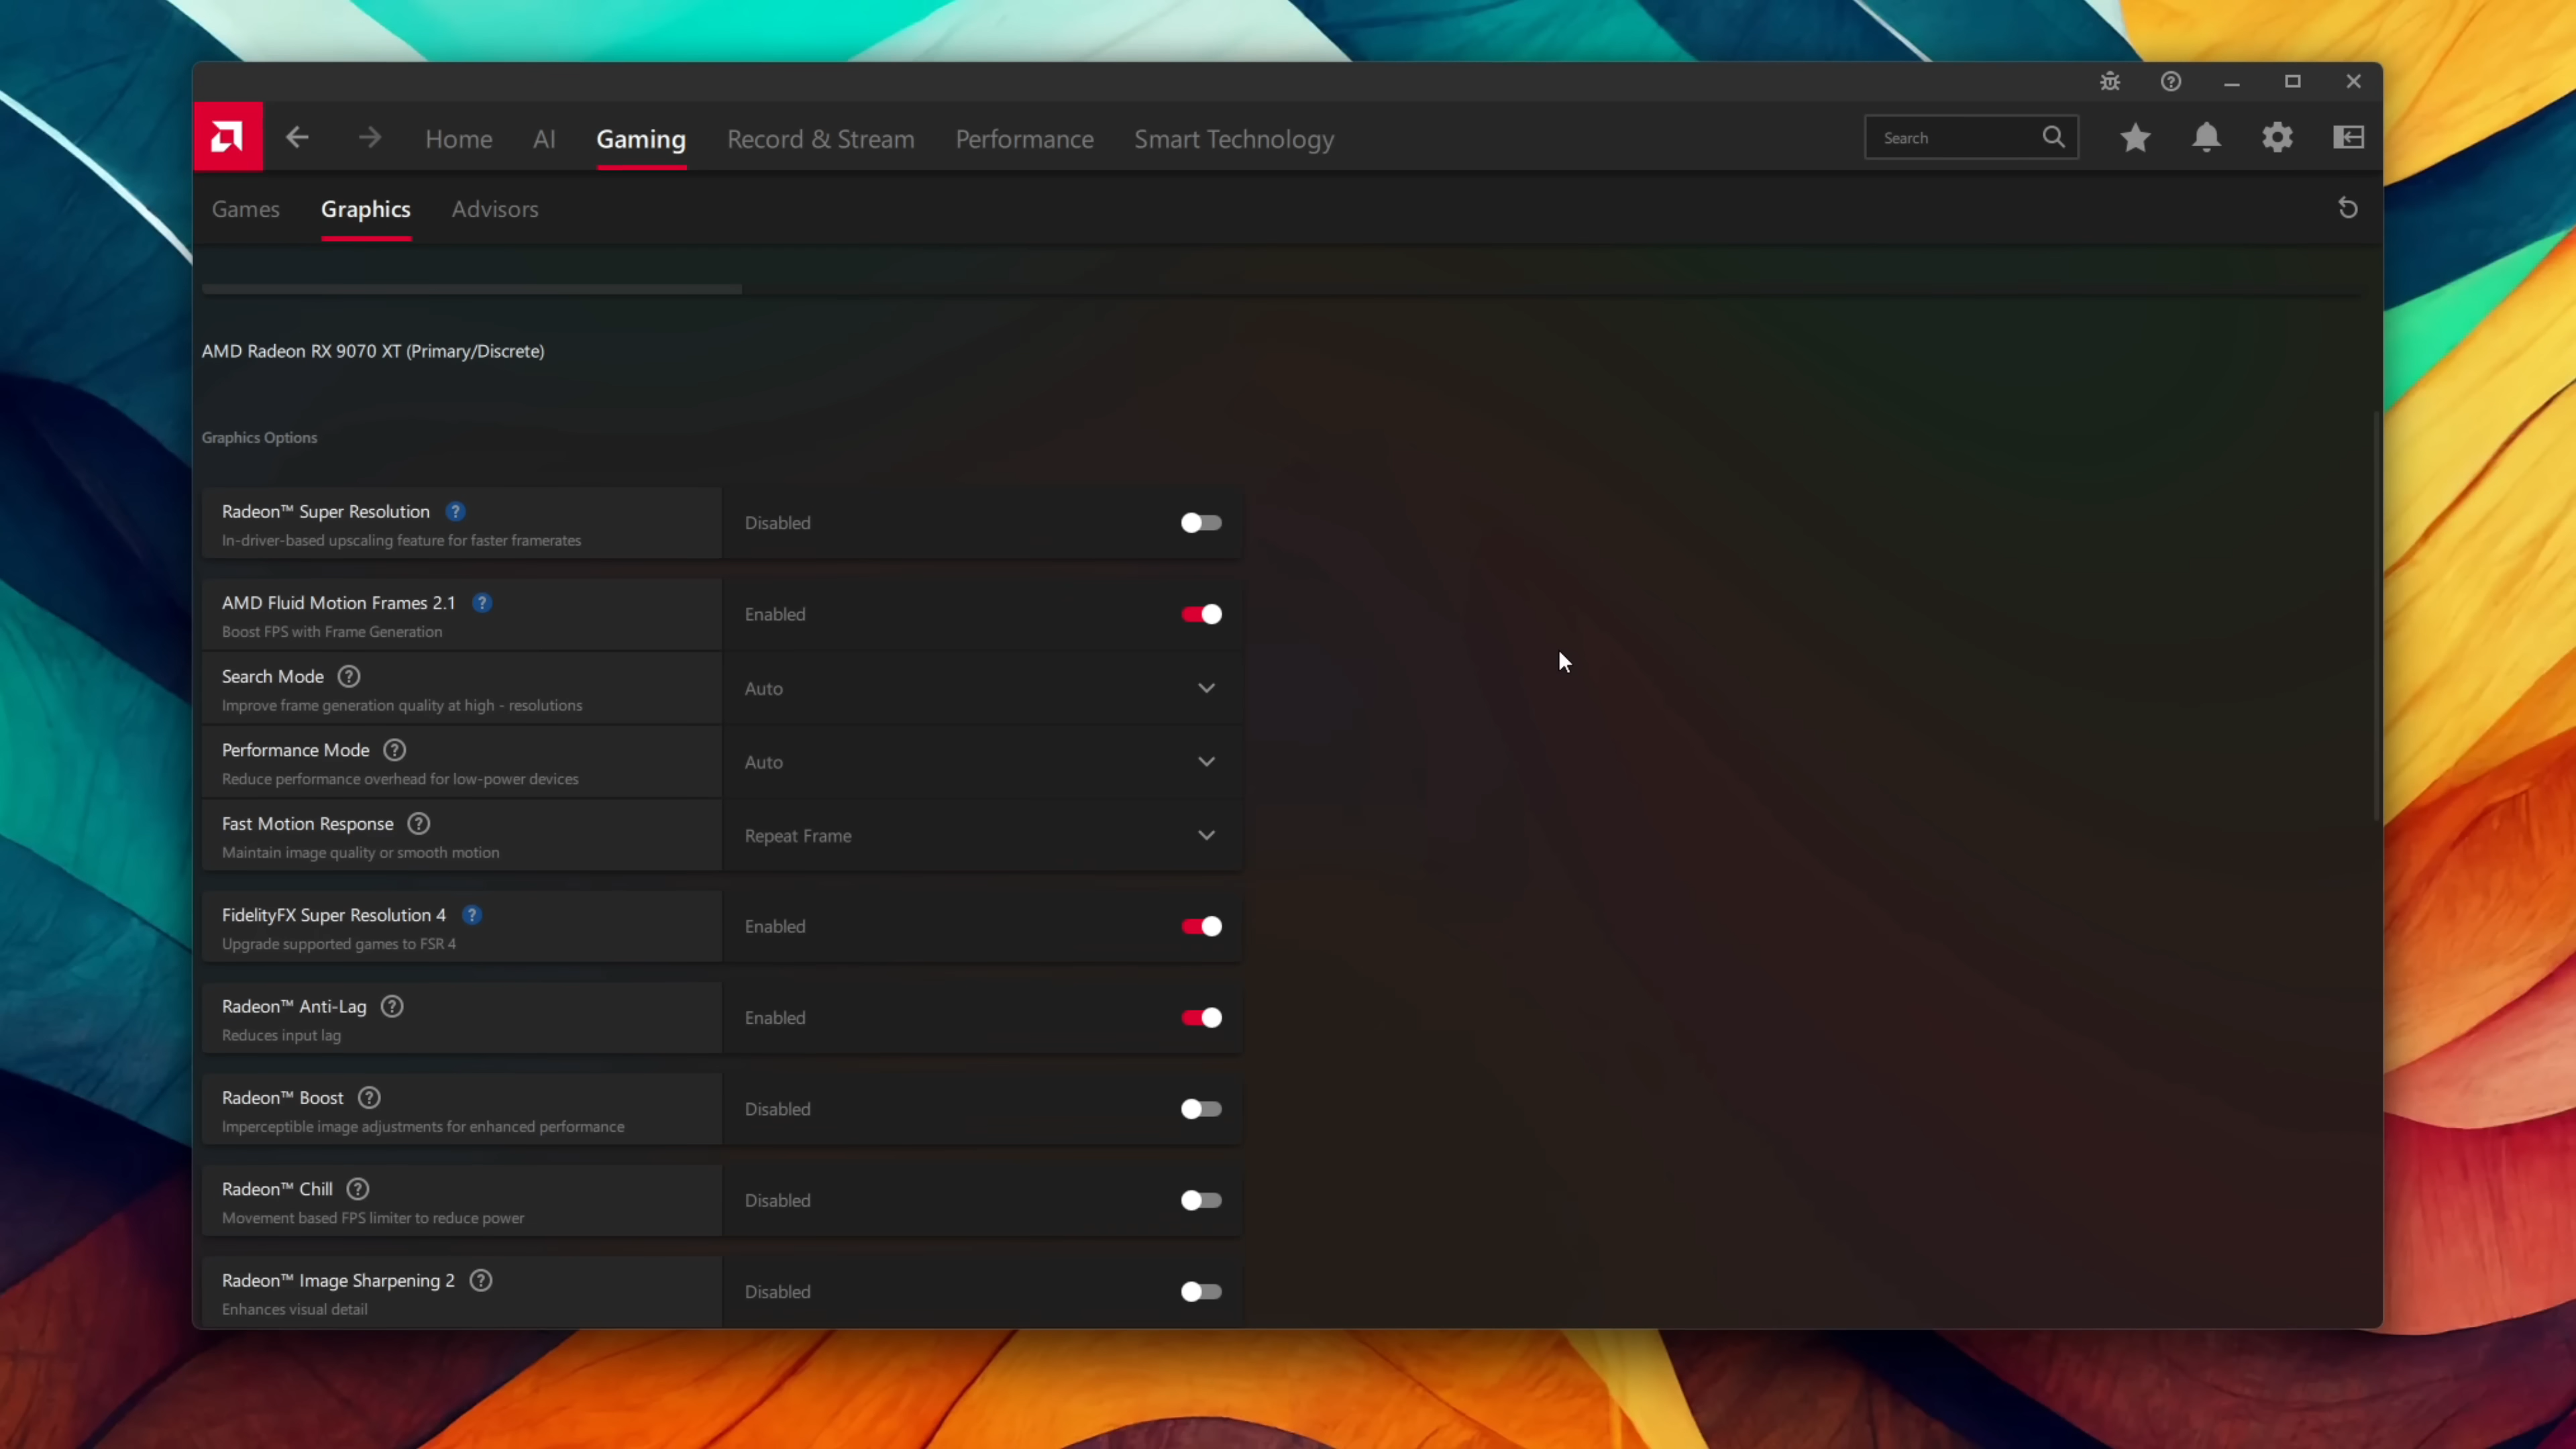 Home AI Gaming Record & Stream Performance Smart Technology Search
Games Graphics Advisors
AMD Radeon RX 9070 XT (Primary/Discrete)
Graphics Options
Radeon™ Super Resolution ?
In-driver-based upscaling feature for faster framerates
Disabled
AMD Fluid Motion Frames 2.1 ?
Boost FPS with Frame Generation
Enabled
Search Mode ?
Improve frame generation quality at high - resolutions
Auto
Performance Mode ?
Reduce performance overhead for low-power devices
Auto
Fast Motion Response ?
Maintain image quality or smooth motion
Repeat Frame
FidelityFX Super Resolution 4 ?
Upgrade supported games to FSR 4
Enabled
Radeon™ Anti-Lag ?
Reduces input lag
Enabled
Radeon™ Boost ?
Imperceptible image adjustments for enhanced performance
Disabled
Radeon™ Chill ?
Movement based FPS limiter to reduce power
Disabled
Radeon™ Image Sharpening 2 ?
Enhances visual detail
Disabled